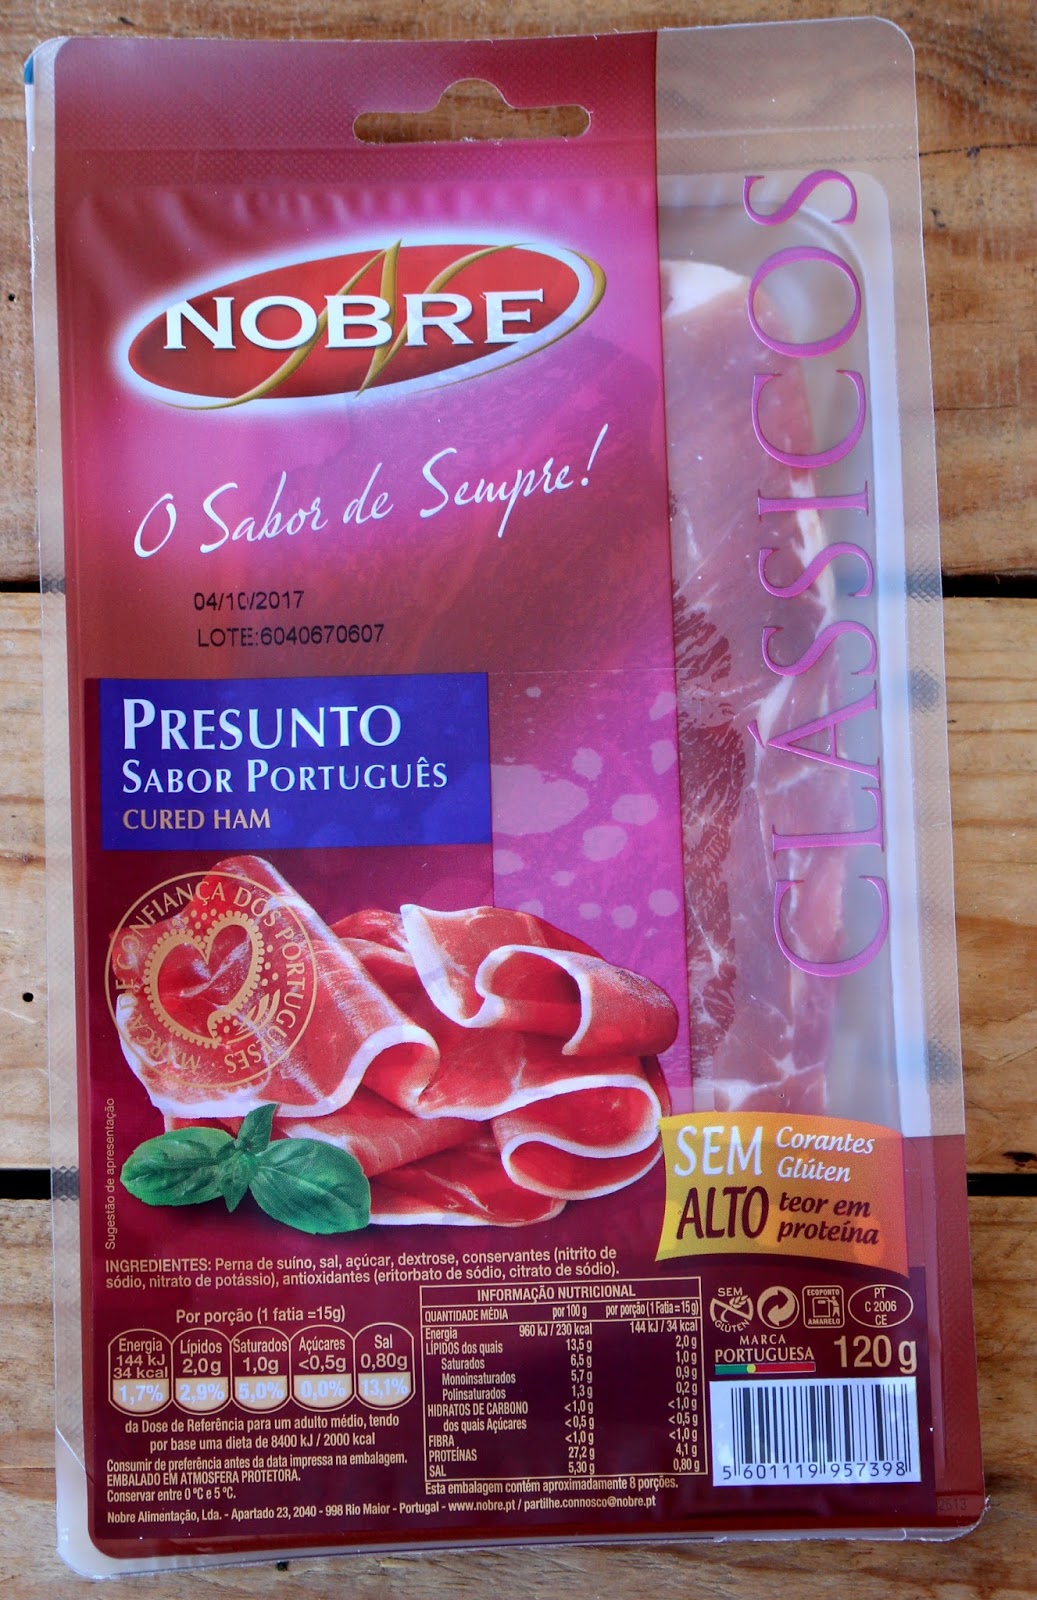 NOBRE
O Sabor de Sempre!
04/10/2017
LOTE:6040670607
PRESUNTO
SABOR PORTUGUÊS
CURED HAM
CLÁSSICOS
MARCA DE CONFIANÇA DOS PORTUGUESES
Sugestão de apresentação
SEM Corantes
Glúten
ALTO teor em
proteína
INGREDIENTES: Perna de suíno, sal, açúcar, dextrose, conservantes (nitrito de
sódio, nitrato de potássio), antioxidantes (eritorbato de sódio, citrato de sódio).
Por porção (1 fatia =15g)
Energia Lípidos Saturados Açúcares Sal
144 kJ 2,0g 1,0g <0,5g 0,80g
34 kcal
1,7% 2,9% 5,0% 0,0% 13,1%
da Dose de Referência para um adulto médio, tendo
por base uma dieta de 8400 kJ / 2000 kcal
Consumir de preferência antes da data impressa na embalagem.
EMBALADO EM ATMOSFERA PROTETORA.
Conservar entre 0 °C e 5 °C.
INFORMAÇÃO NUTRICIONAL
QUANTIDADE MÉDIA por 100 g por porção (1 Fatia = 15 g)
Energia 960 kJ / 230 kcal 144 kJ / 34 kcal
LÍPIDOS dos quais 13,5 g 2,0 g
Saturados 6,5 g 1,0 g
Monoinsaturados 5,7 g 0,9 g
Polinsaturados 1,3 g 0,2 g
HIDRATOS DE CARBONO <1,0 g <1,0 g
dos quais Açúcares <0,5 g <0,5 g
FIBRA <1,0 g <1,0 g
PROTEÍNAS 27,2 g 4,1 g
SAL 5,30 g 0,80 g
Esta embalagem contém aproximadamente 8 porções.
Nobre Alimentação, Lda. - Apartado 23, 2040 - 998 Rio Maior - Portugal - www.nobre.pt / partilhe.connosco@nobre.pt
SEM GLÚTEN
ECOPONTO
AMARELO
PT
C 2006
CE
MARCA
PORTUGUESA
120 g
5 601119 957398